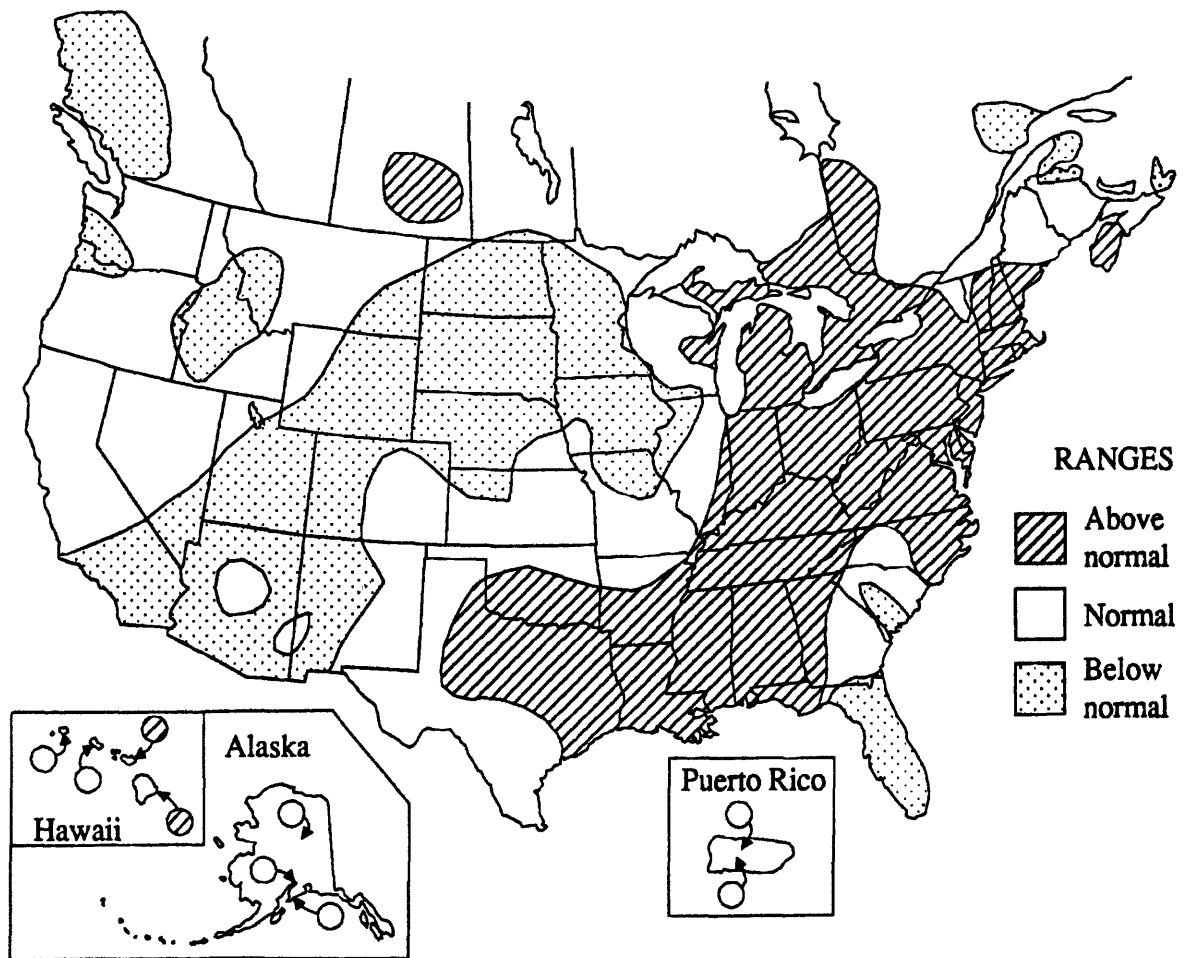 RANGES
Above
normal
Normal
Below
normal
Alaska
Hawaii
Puerto Rico